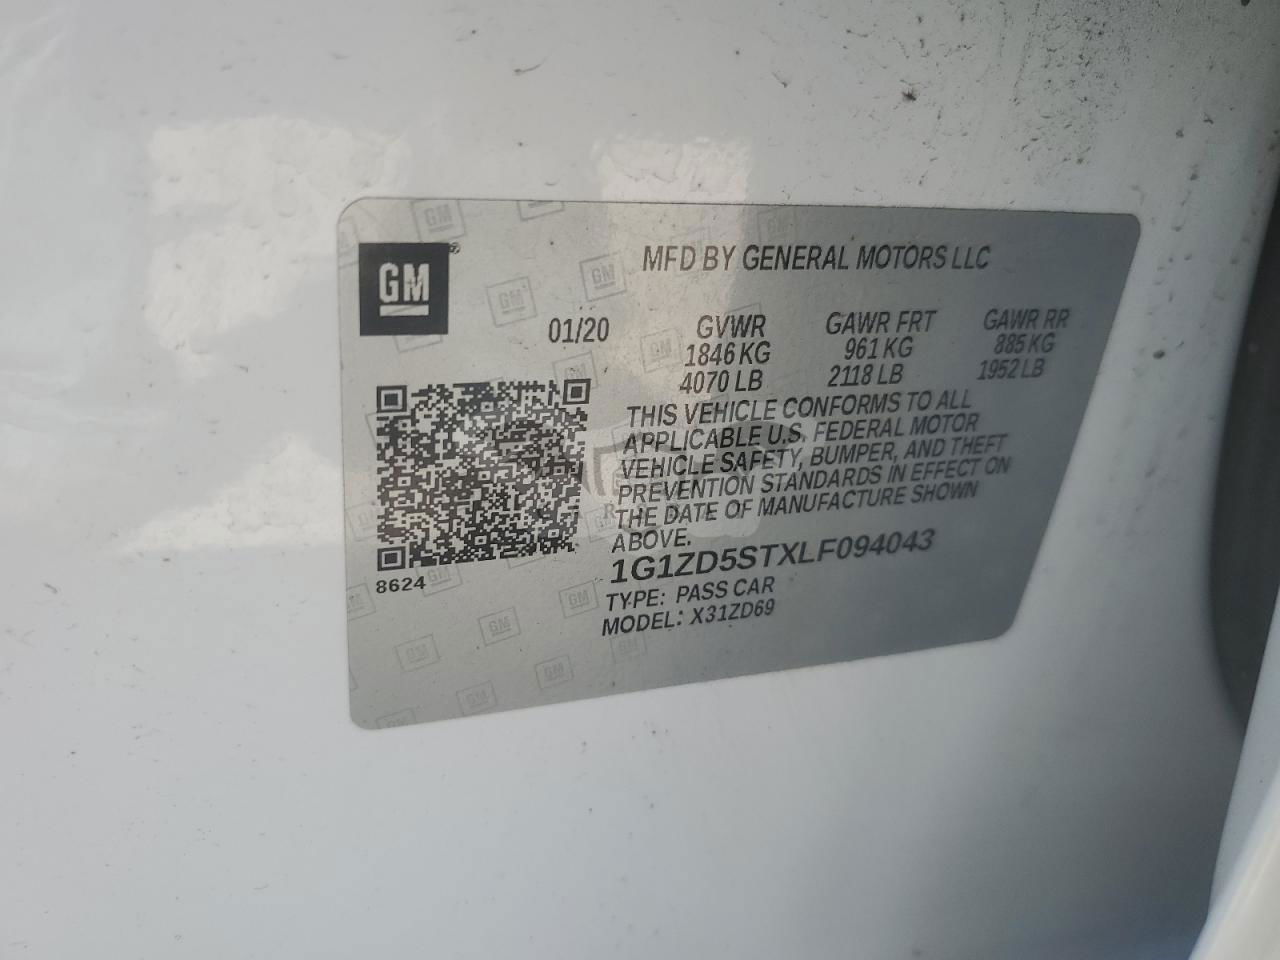 GM
MFD BY GENERAL MOTORS LLC
01/20
GVWR GAWR FRT GAWR RR
1846 KG 961 KG 885 KG
4070 LB 2118 LB 1952 LB
THIS VEHICLE CONFORMS TO ALL
APPLICABLE U.S. FEDERAL MOTOR
VEHICLE SAFETY, BUMPER, AND THEFT
PREVENTION STANDARDS IN EFFECT ON
THE DATE OF MANUFACTURE SHOWN
ABOVE.
1G1ZD5STXLF094043
TYPE: PASS CAR
MODEL: X31ZD69
8624